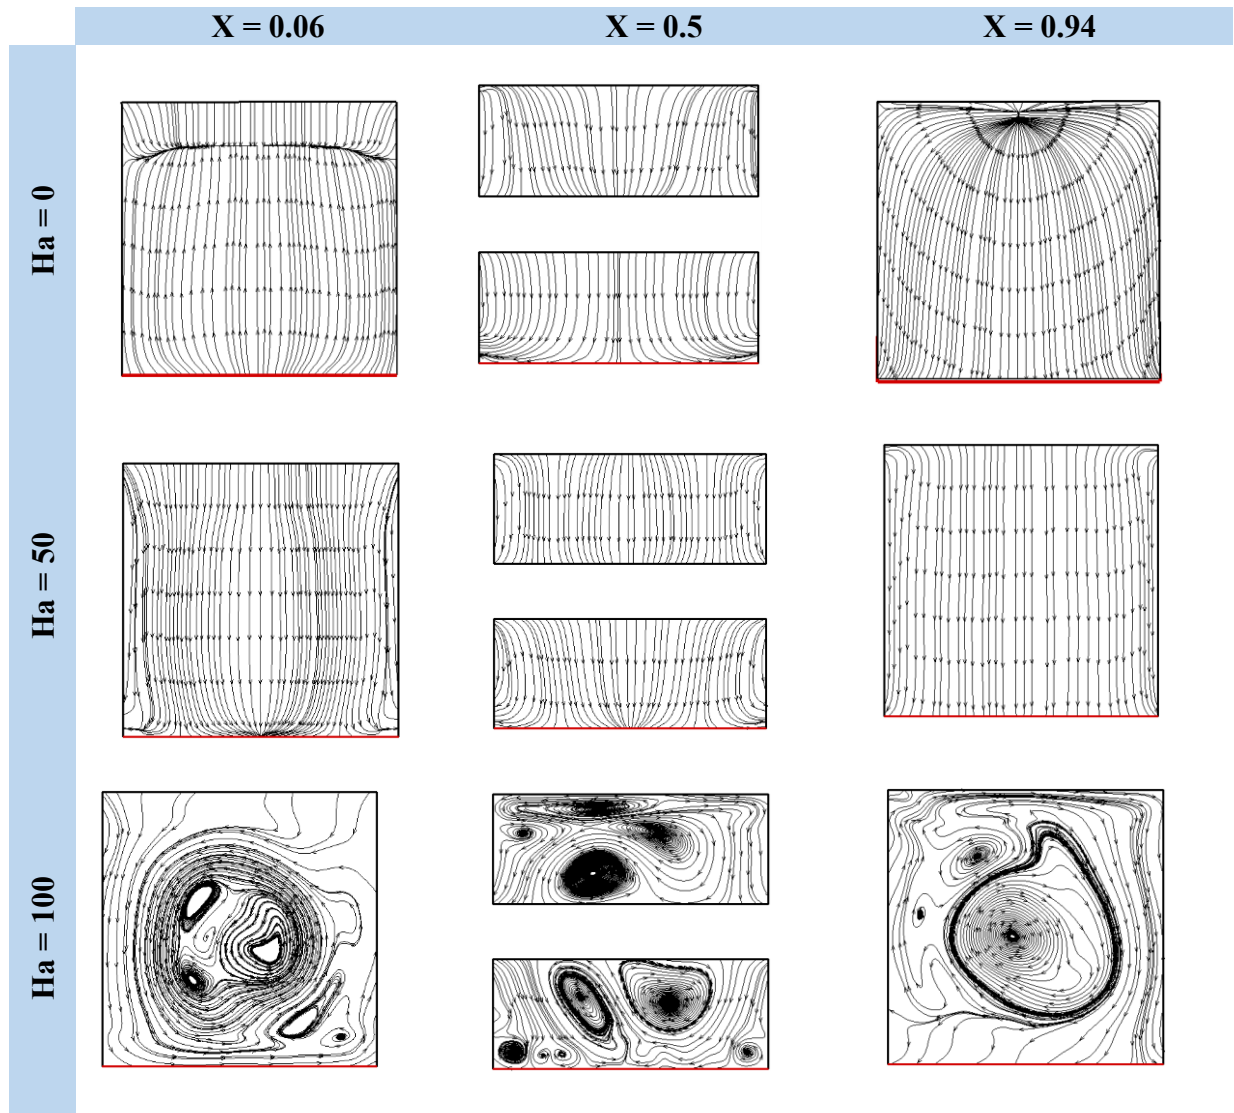 X = 0.06
X = 0.5
X = 0.94
Ha = 0
Ha = 50
Ha = 100